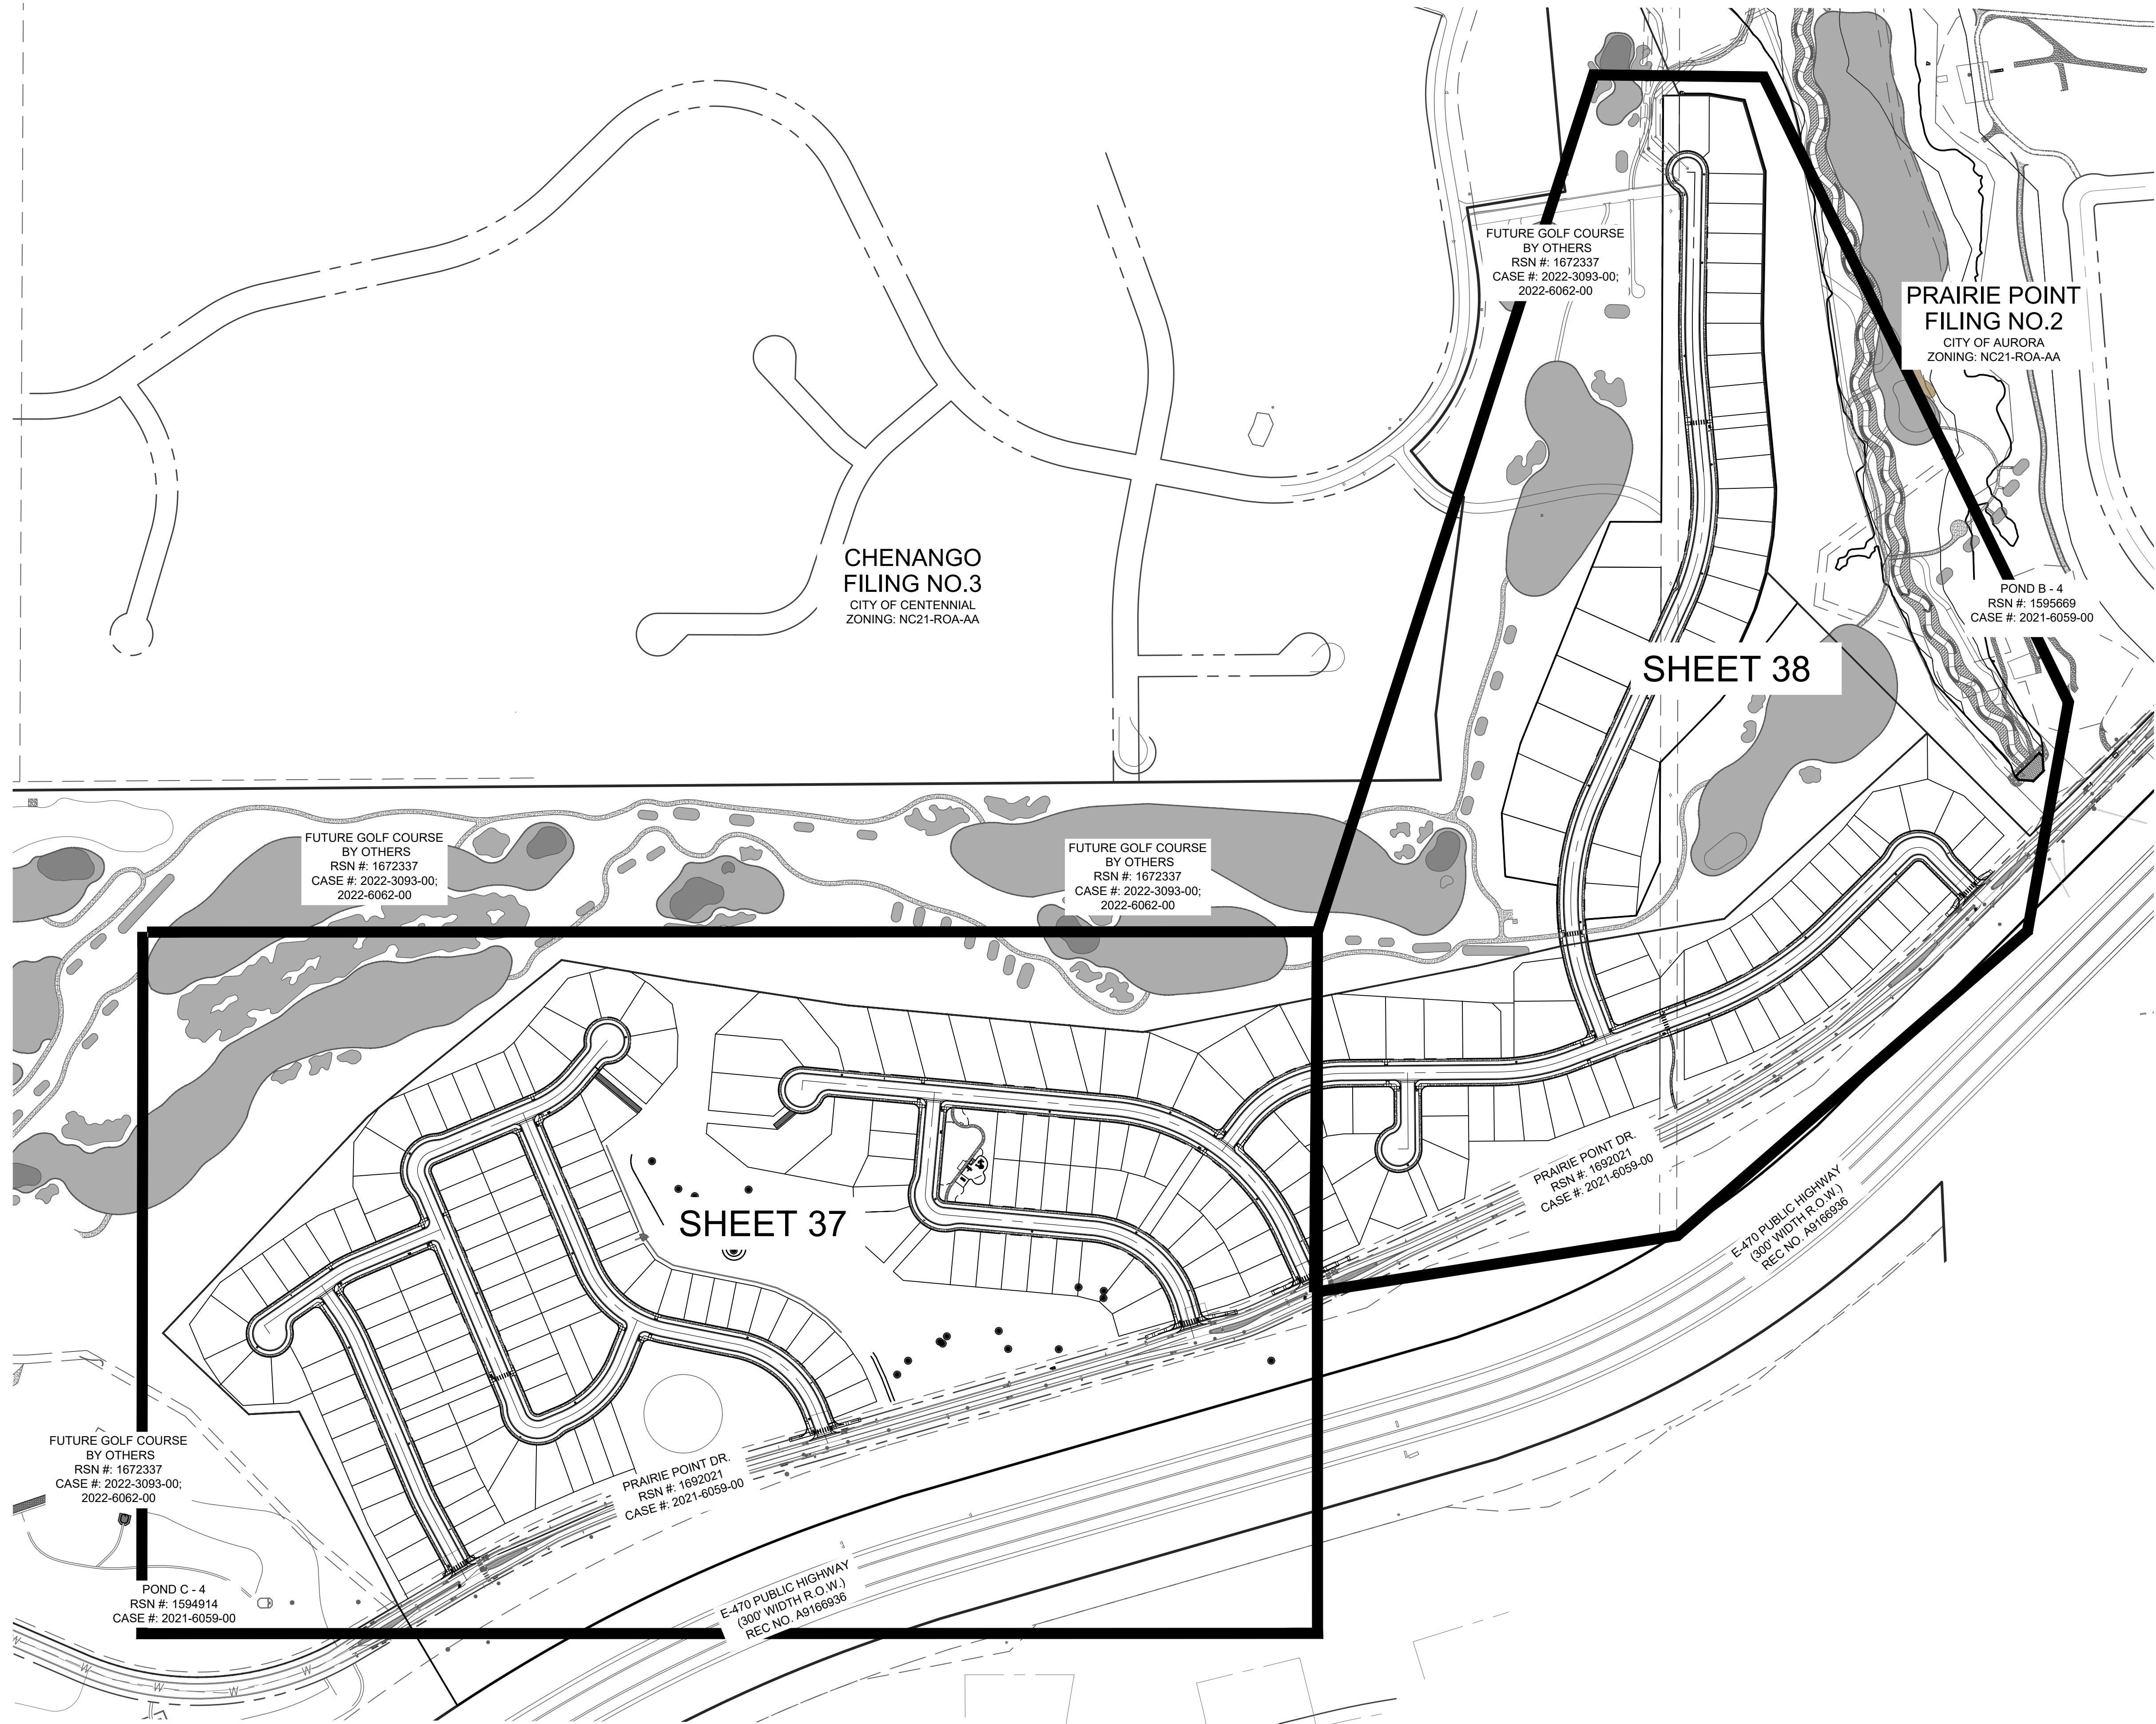 FUTURE GOLF COURSE
BY OTHERS
RSN #: 1672337
CASE #: 2022-3093-00;
2022-6062-00
PRAIRIE POINT
FILING NO.2
CITY OF AURORA
ZONING: NC21-ROA-AA
CHENANGO
FILING NO.3
CITY OF CENTENNIAL
ZONING: NC21-ROA-AA
POND B - 4
RSN #: 1595669
CASE #: 2021-6059-00
SHEET 38
FUTURE GOLF COURSE
BY OTHERS
RSN #: 1672337
CASE #: 2022-3093-00;
2022-6062-00
FUTURE GOLF COURSE
BY OTHERS
RSN #: 1672337
CASE #: 2022-3093-00;
2022-6062-00
PRAIRIE POINT DR.
RSN #: 1692021
CASE #: 2021-6059-00
SHEET 37
E-470 PUBLIC HIGHWAY
(300' WIDTH R.O.W.)
REC NO. A9166936
FUTURE GOLF COURSE
BY OTHERS
RSN #: 1672337
CASE #: 2022-3093-00;
2022-6062-00
PRAIRIE POINT DR.
RSN #: 1692021
CASE #: 2021-6059-00
POND C - 4
RSN #: 1594914
CASE #: 2021-6059-00
E-470 PUBLIC HIGHWAY
(300' WIDTH R.O.W.)
REC NO. A9166936
W
W
W
W
W